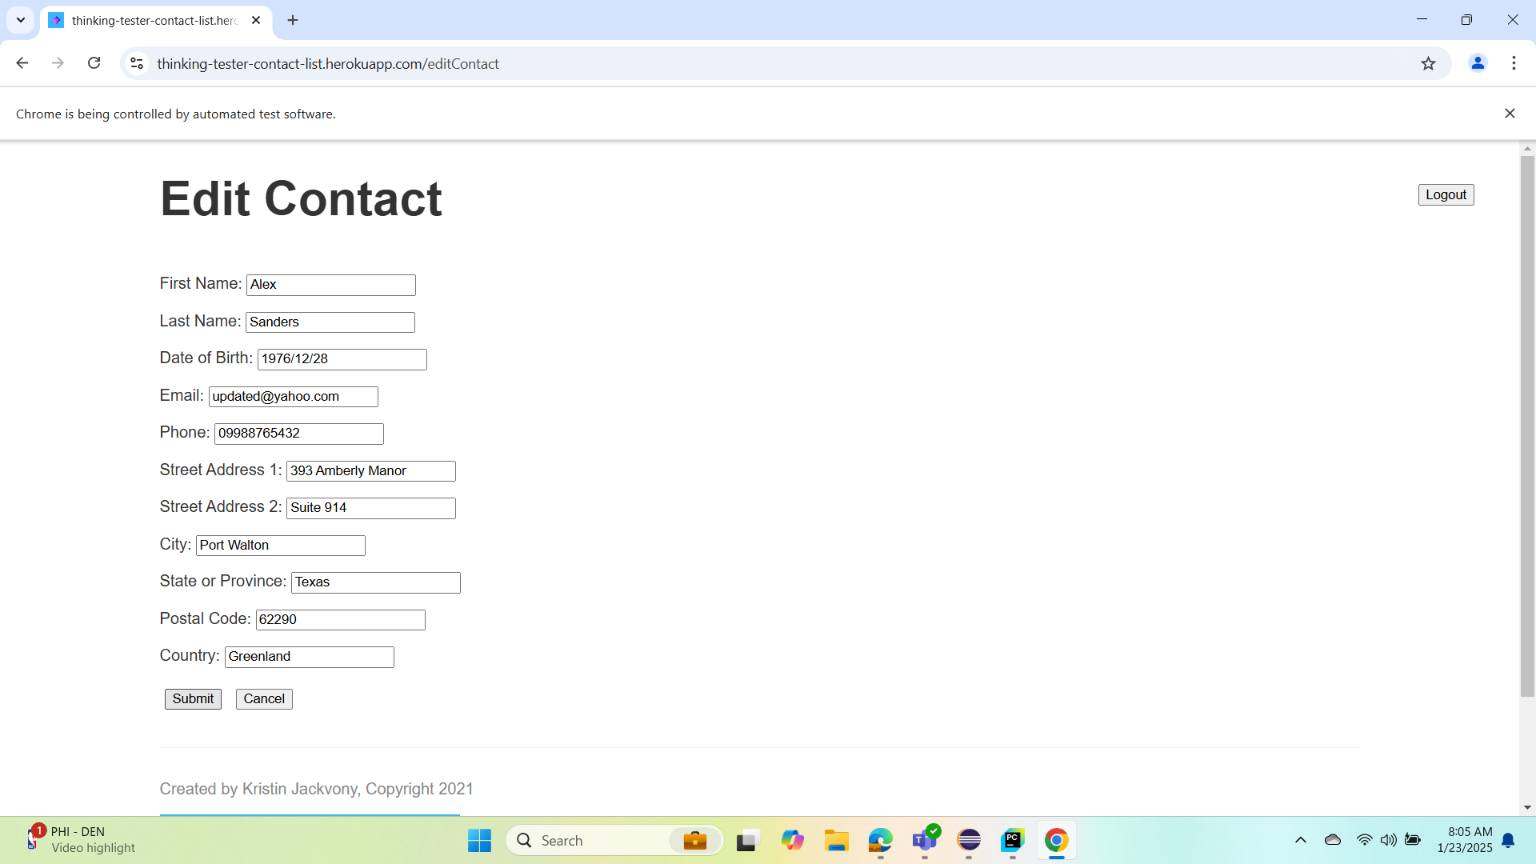 thinking-tester-contact-list.herc
thinking-tester-contact-list.herokuapp.com/editContact
Chrome is being controlled by automated test software.
Edit Contact
Logout
First Name: Alex
Last Name: Sanders
Date of Birth: 1976/12/28
Email: updated@yahoo.com
Phone: 09988765432
Street Address 1: 393 Amberly Manor
Street Address 2: Suite 914
City: Port Walton
State or Province: Texas
Postal Code: 62290
Country: Greenland
Submit Cancel
Created by Kristin Jackvony, Copyright 2021
1
PHI - DEN
Video highlight
Search
PC
8:05 AM
1/23/2025